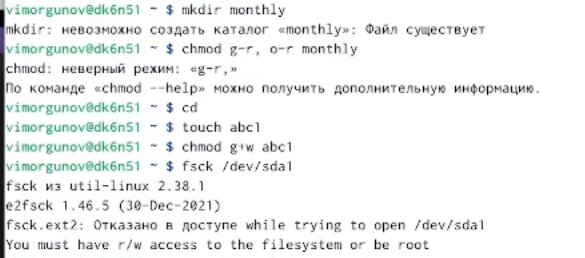 vimorgunov@dk6n51 ~ $ mkdir monthly
mkdir: невозможно создать каталог «monthly»: Файл существует
vimorgunov@dk6n51 ~ $ chmod g-r, o-r monthly
chmod: неверный режим: «g-r,»
По команде «chmod --help» можно получить дополнительную информацию.
vimorgunov@dk6n51 ~ $ cd
vimorgunov@dk6n51 ~ $ touch abc1
vimorgunov@dk6n51 ~ $ chmod g+w abc1
vimorgunov@dk6n51 ~ $ fsck /dev/sda1
fsck из util-linux 2.38.1
e2fsck 1.46.5 (30-Dec-2021)
fsck.ext2: Отказано в доступе while trying to open /dev/sda1
You must have r/w access to the filesystem or be root